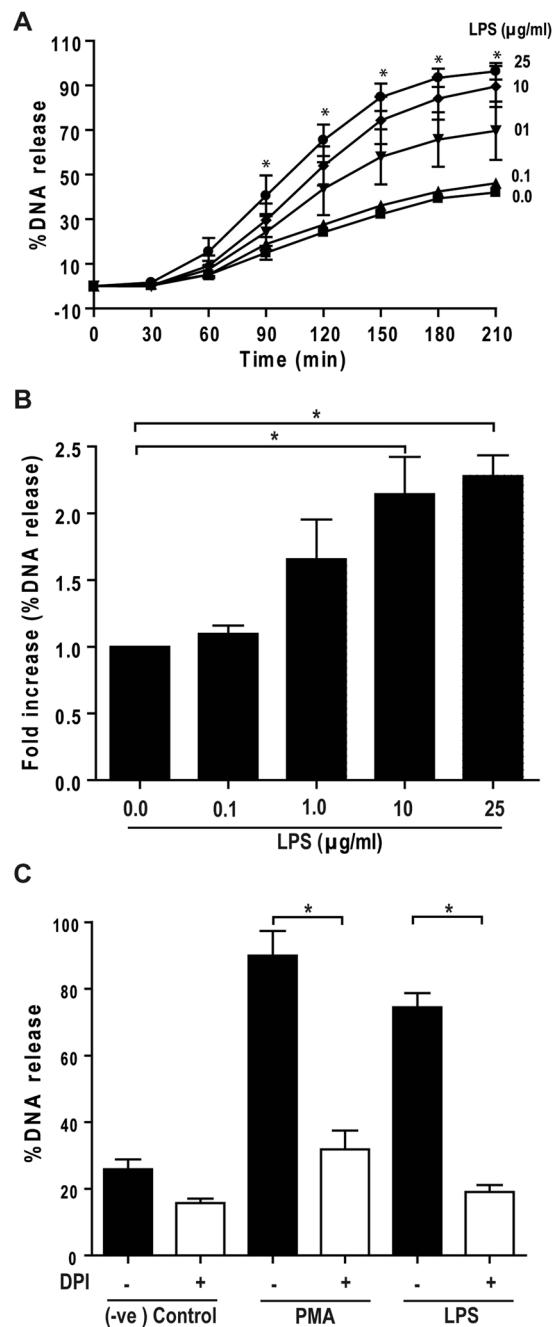 A
LPS (µg/ml)
110
90
70
50
30
10
-10
%DNA release
* * * * * *
25
10
01
0.1
0.0
0 30 60 90 120 150 180 210
Time (min)
B
*
*
2.5
2.0
1.5
1.0
0.5
0.0
Fold increase (%DNA release)
0.0 0.1 1.0 10 25
LPS (µg/ml)
C
* *
100
80
60
40
20
0
%DNA release
DPI - + - + - +
(-ve ) Control PMA LPS